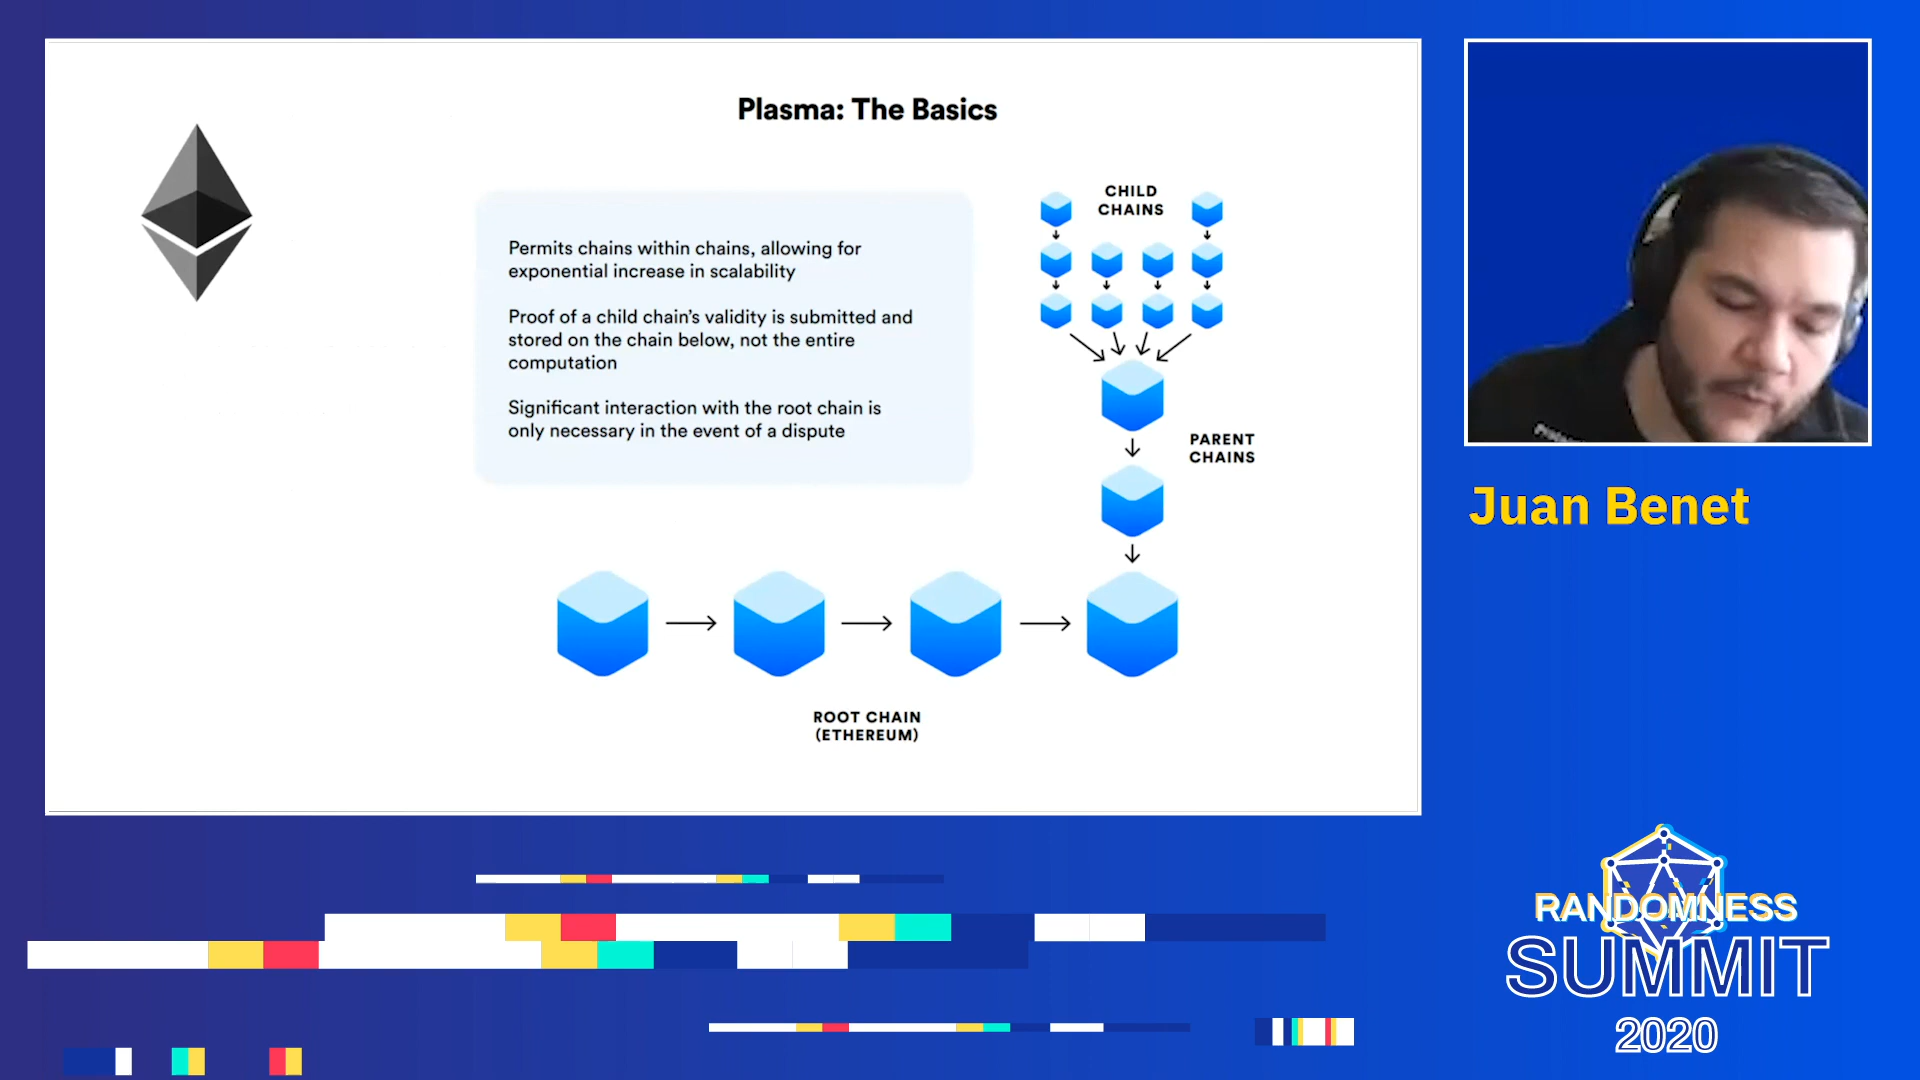 Plasma: The Basics
CHILD
CHAINS
Permits chains within chains, allowing for
exponential increase in scalability
Proof of a child chain’s validity is submitted and
stored on the chain below, not the entire
computation
Significant interaction with the root chain is
only necessary in the event of a dispute
PARENT
CHAINS
ROOT CHAIN
(ETHEREUM)
Juan Benet
RANDOMNESS
SUMMIT
2020